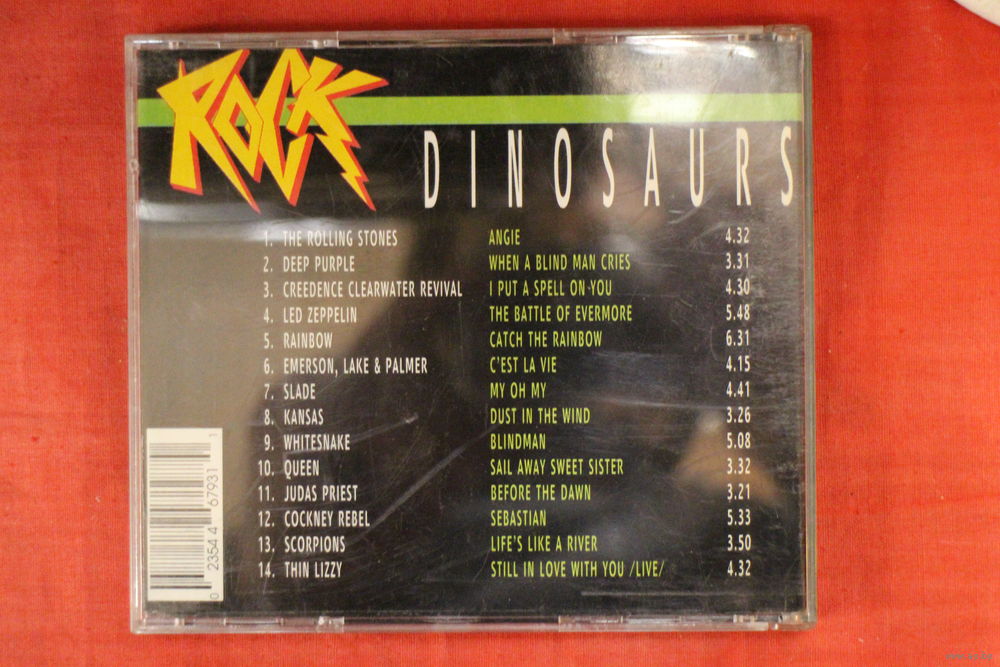 ROCK
DINOSAURS
1. THE ROLLING STONES ANGIE 4.32
2. DEEP PURPLE WHEN A BLIND MAN CRIES 3.31
3. CREEDENCE CLEARWATER REVIVAL I PUT A SPELL ON YOU 4.30
4. LED ZEPPELIN THE BATTLE OF EVERMORE 5.48
5. RAINBOW CATCH THE RAINBOW 6.31
6. EMERSON, LAKE & PALMER C'EST LA VIE 4.15
7. SLADE MY OH MY 4.41
8. KANSAS DUST IN THE WIND 3.26
9. WHITESNAKE BLINDMAN 5.08
10. QUEEN SAIL AWAY SWEET SISTER 3.32
11. JUDAS PRIEST BEFORE THE DAWN 3.21
12. COCKNEY REBEL SEBASTIAN 5.33
13. SCORPIONS LIFE'S LIKE A RIVER 3.50
14. THIN LIZZY STILL IN LOVE WITH YOU /LIVE/ 4.32
0 23544 67931 1